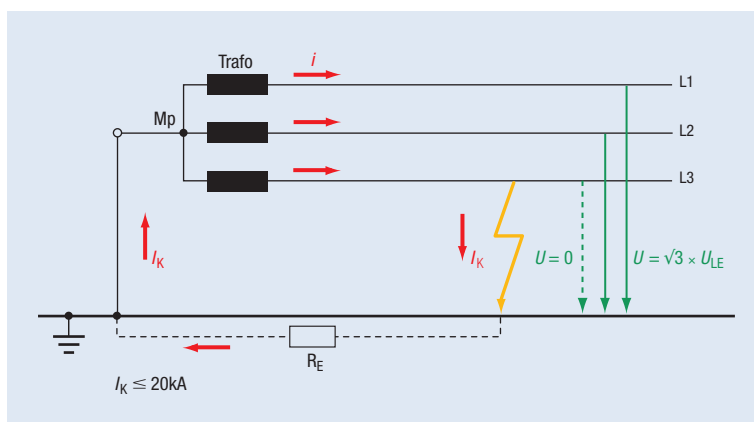 Trafo
i
L1
Mp
L2
L3
I_K
I_K
U = 0
U = √3 × U_LE
R_E
I_K ≤ 20kA